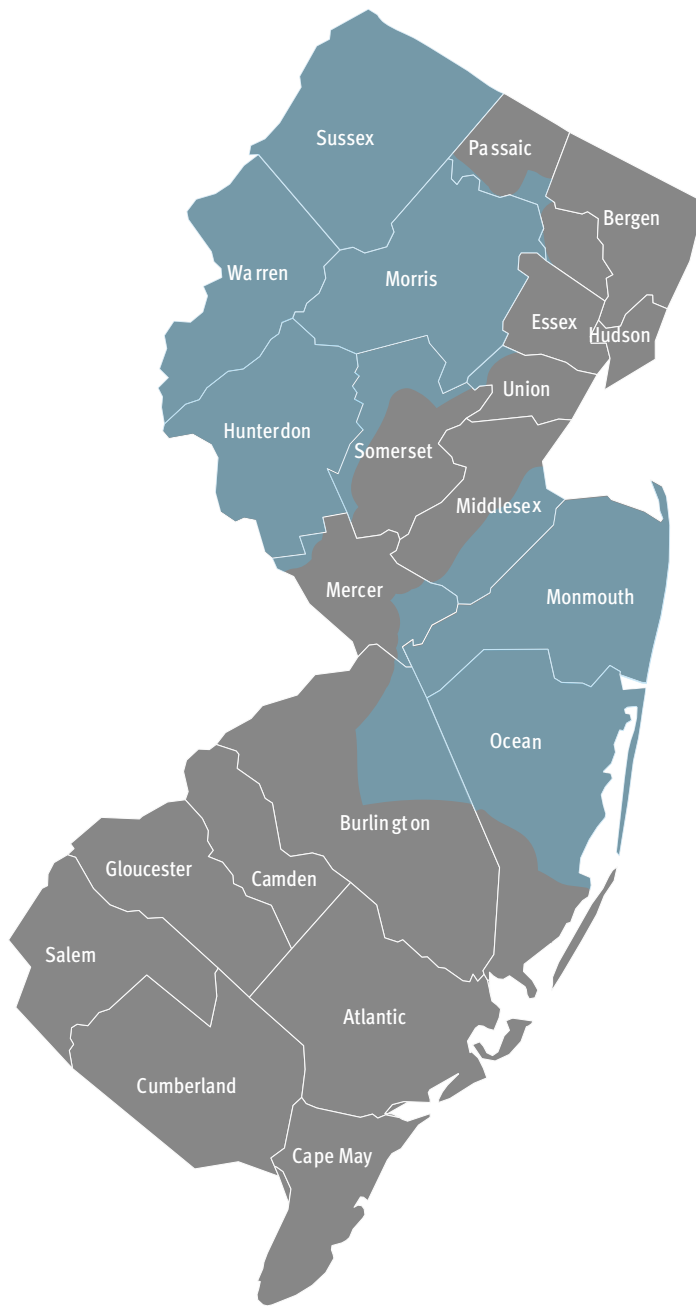 Sussex
Passaic
Bergen
Warren
Morris
Essex
Hudson
Union
Hunterdon
Somerset
Middlesex
Mercer
Monmouth
Ocean
Burlington
Gloucester
Camden
Salem
Atlantic
Cumberland
Cape May